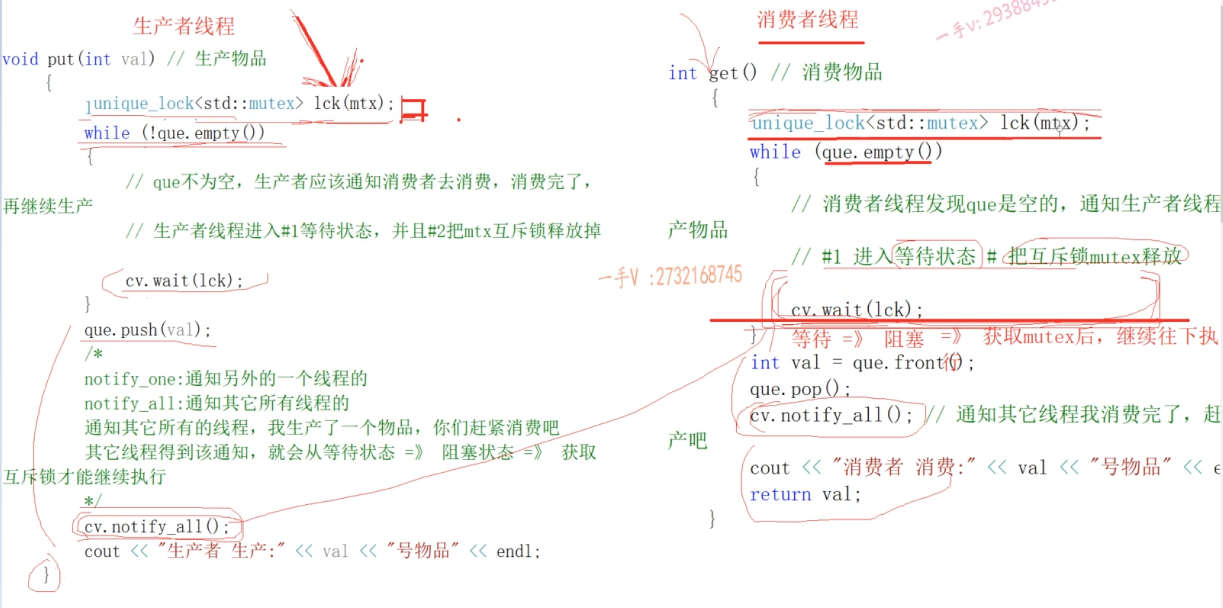 生产者线程
void put(int val) // 生产物品
{
unique_lock<std::mutex> lck(mtx);
while (!que.empty())
{
// que不为空，生产者应该通知消费者去消费，消费完了，
再继续生产
// 生产者线程进入#1等待状态，并且#2把mtx互斥锁释放掉
cv.wait(lck);
}
que.push(val);
/*
notify_one:通知另外的一个线程的
notify_all:通知其它所有线程的
通知其它所有的线程，我生产了一个物品，你们赶紧消费吧
其它线程得到该通知，就会从等待状态 =》 阻塞状态 =》 获取
互斥锁才能继续执行
*/
cv.notify_all();
cout << "生产者 生产:" << val << "号物品" << endl;
}
消费者线程
int get() // 消费物品
{
unique_lock<std::mutex> lck(mtx);
while (que.empty())
{
// 消费者线程发现que是空的，通知生产者线程
产物品
// #1 进入等待状态 # 把互斥锁mutex释放
cv.wait(lck);
}
等待 =》 阻塞 =》 获取mutex后，继续往下执
行
int val = que.front();
que.pop();
cv.notify_all(); // 通知其它线程我消费完了，赶
产吧
cout << "消费者 消费:" << val << "号物品" << e
return val;
}
一手V :2732168745